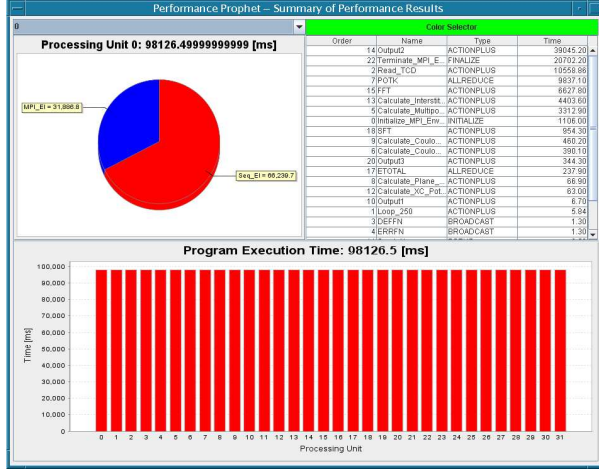 Performance Prophet – Summary of Performance Results
0
Color Selector
Processing Unit 0: 98126.49999999999 [ms]
MPI_El = 31,886.8
Seq_El = 66,239.7
Order Name Type Time
14 Output2 ACTIONPLUS 39045.20
22 Terminate_MPI_E... FINALIZE 20702.20
2 Read_TCD ACTIONPLUS 10558.86
7 POTK ALLREDUCE 9837.10
15 FFT ACTIONPLUS 6627.80
13 Calculate_Interstit... ACTIONPLUS 4403.60
5 Calculate_Multipo... ACTIONPLUS 3312.90
0 Initialize_MPI_Env... INITIALIZE 1106.00
18 SFT ACTIONPLUS 954.30
9 Calculate_Coulo... ACTIONPLUS 460.20
6 Calculate_Coulo... ACTIONPLUS 390.10
20 Output3 ACTIONPLUS 344.30
17 ETOTAL ALLREDUCE 237.90
8 Calculate_Plane_... ACTIONPLUS 66.90
12 Calculate_XC_Pot... ACTIONPLUS 63.00
10 Output1 ACTIONPLUS 6.70
1 Loop_250 ACTIONPLUS 5.84
3 DEFFN BROADCAST 1.30
4 ERRFN BROADCAST 1.30
Program Execution Time: 98126.5 [ms]
100,000
90,000
80,000
70,000
60,000
50,000
40,000
30,000
20,000
10,000
0
Time [ms]
0 1 2 3 4 5 6 7 8 9 10 11 12 13 14 15 16 17 18 19 20 21 22 23 24 25 26 27 28 29 30 31
Processing Unit